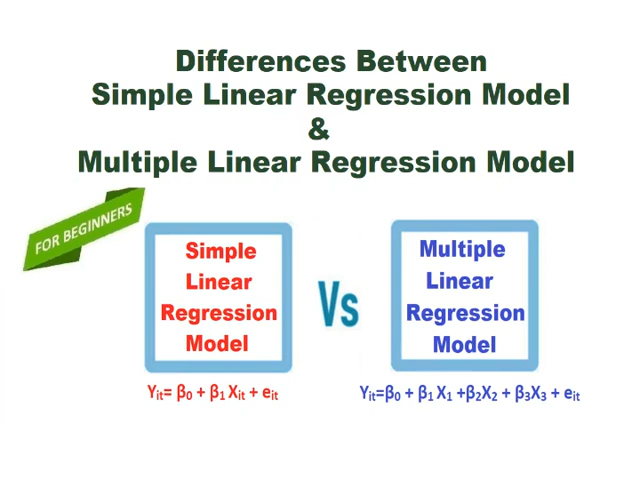 Differences Between
Simple Linear Regression Model
&
Multiple Linear Regression Model
FOR BEGINNERS
Simple
Linear
Regression
Model
Vs
Multiple
Linear
Regression
Model
Yᵢₜ= β₀ + β₁ Xᵢₜ + eᵢₜ
Yᵢₜ=β₀ + β₁ X₁ +β₂X₂ + β₃X₃ + eᵢₜ